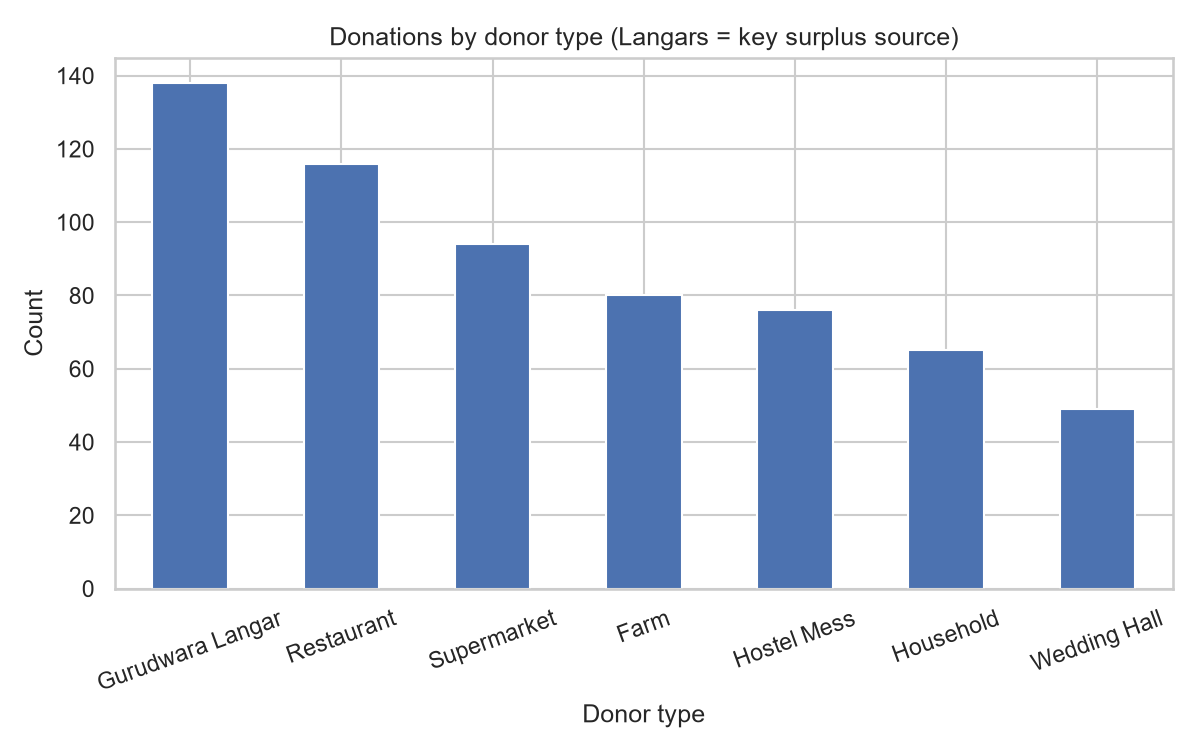 Donations by donor type (Langars = key surplus source)
140
120
100
80
60
40
20
0
Count
Gurudwara Langar
Restaurant
Supermarket
Farm
Hostel Mess
Household
Wedding Hall
Donor type